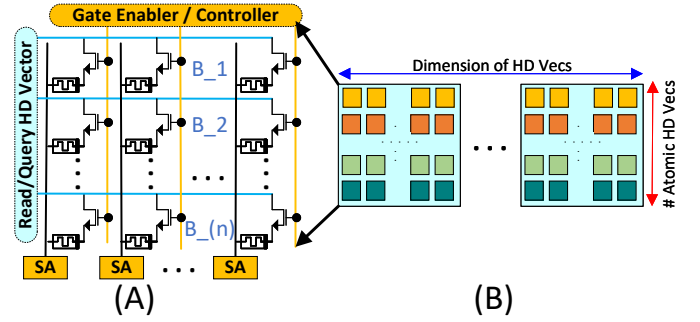 Gate Enabler / Controller
Read/Query HD Vector
B_1
B_2
B_(n)
SA
SA
SA
(A)
Dimension of HD Vecs
# Atomic HD Vecs
(B)